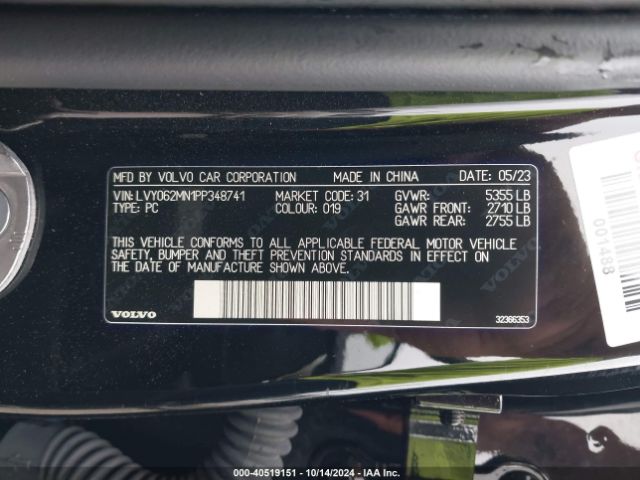 MFD BY VOLVO CAR CORPORATION MADE IN CHINA DATE: 05/23
VIN: LVY062MN1PP348741 MARKET CODE: 31 GVWR: 5355 LB
TYPE: PC COLOUR: 019 GAWR FRONT: 2710 LB
GAWR REAR: 2755 LB
THIS VEHICLE CONFORMS TO ALL APPLICABLE FEDERAL MOTOR VEHICLE
SAFETY, BUMPER AND THEFT PREVENTION STANDARDS IN EFFECT ON
THE DATE OF MANUFACTURE SHOWN ABOVE.
VOLVO 32366353
001488
000-40519151 | 10/14/2024 | IAA Inc.